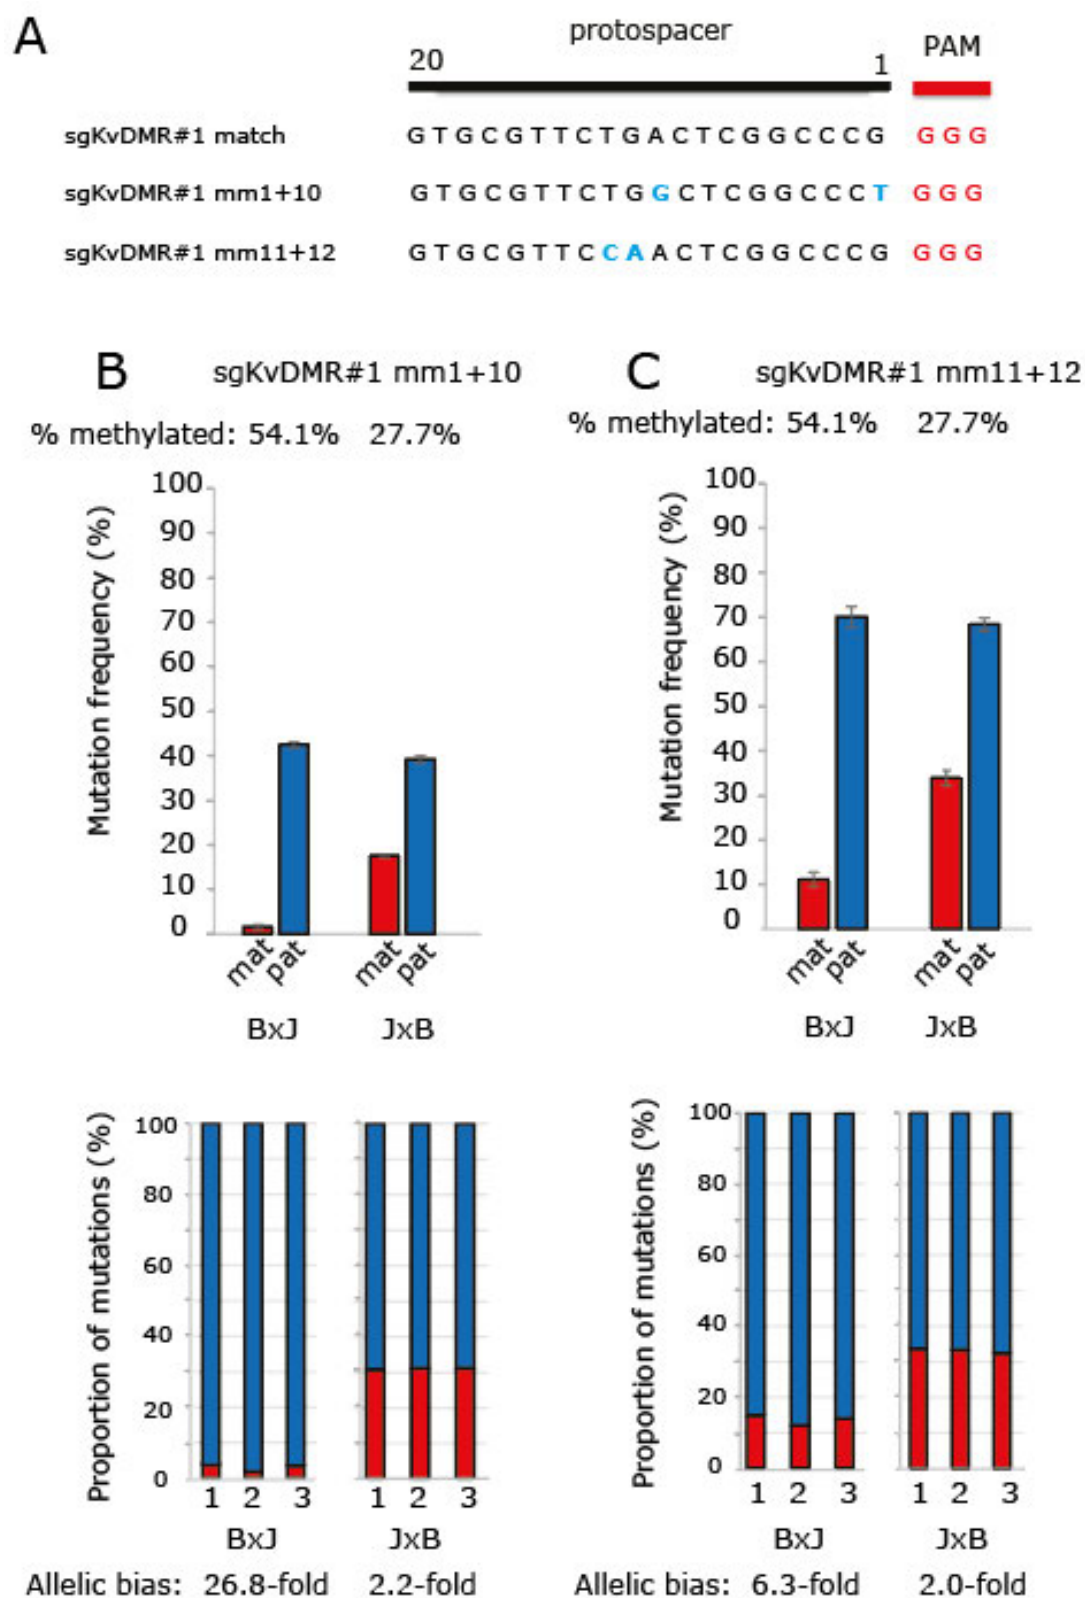 A
protospacer
PAM
20
1
sgKvDMR#1 match
GTGCGTTCTGACTCGGCCCG GGG
sgKvDMR#1 mm1+10
GTGCGTTCTGGCTCGGCCCT GGG
sgKvDMR#1 mm11+12
GTGCGTTCCAACTCGGCCCG GGG
B
sgKvDMR#1 mm1+10
% methylated: 54.1% 27.7%
Mutation frequency (%)
100
90
80
70
60
50
40
30
20
10
0
mat pat mat pat
BxJ JxB
Proportion of mutations (%)
100
80
60
40
20
0
1 2 3 1 2 3
BxJ JxB
Allelic bias: 26.8-fold 2.2-fold
C
sgKvDMR#1 mm11+12
% methylated: 54.1% 27.7%
Mutation frequency (%)
100
90
80
70
60
50
40
30
20
10
0
mat pat mat pat
BxJ JxB
Proportion of mutations (%)
100
80
60
40
20
0
1 2 3 1 2 3
BxJ JxB
Allelic bias: 6.3-fold 2.0-fold